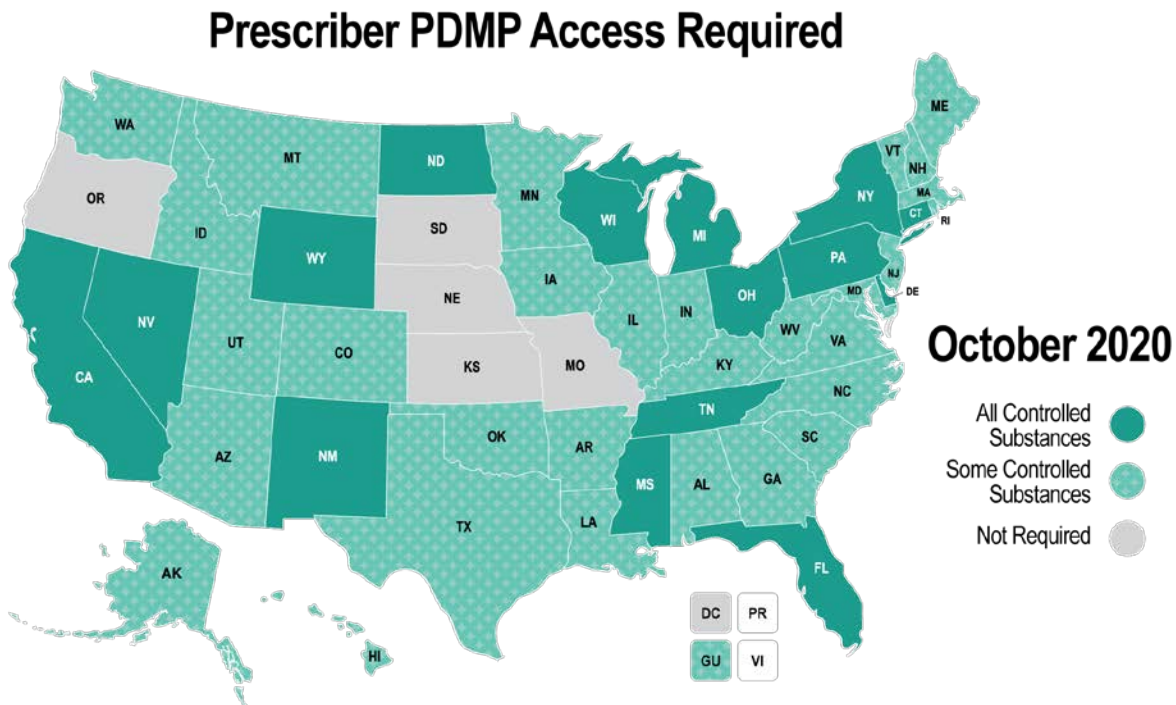 Prescriber PDMP Access Required
WA
MT
ND
MN
ME
VT
NH
OR
ID
SD
WI
MI
NY
MA
CT
RI
WY
IA
PA
NJ
NV
UT
CO
NE
IL
IN
OH
MD
DE
WV
VA
CA
KS
MO
KY
NC
AZ
NM
OK
AR
TN
SC
TX
LA
MS
AL
GA
FL
AK
HI
DC PR
GU VI
October 2020
All Controlled
Substances
Some Controlled
Substances
Not Required